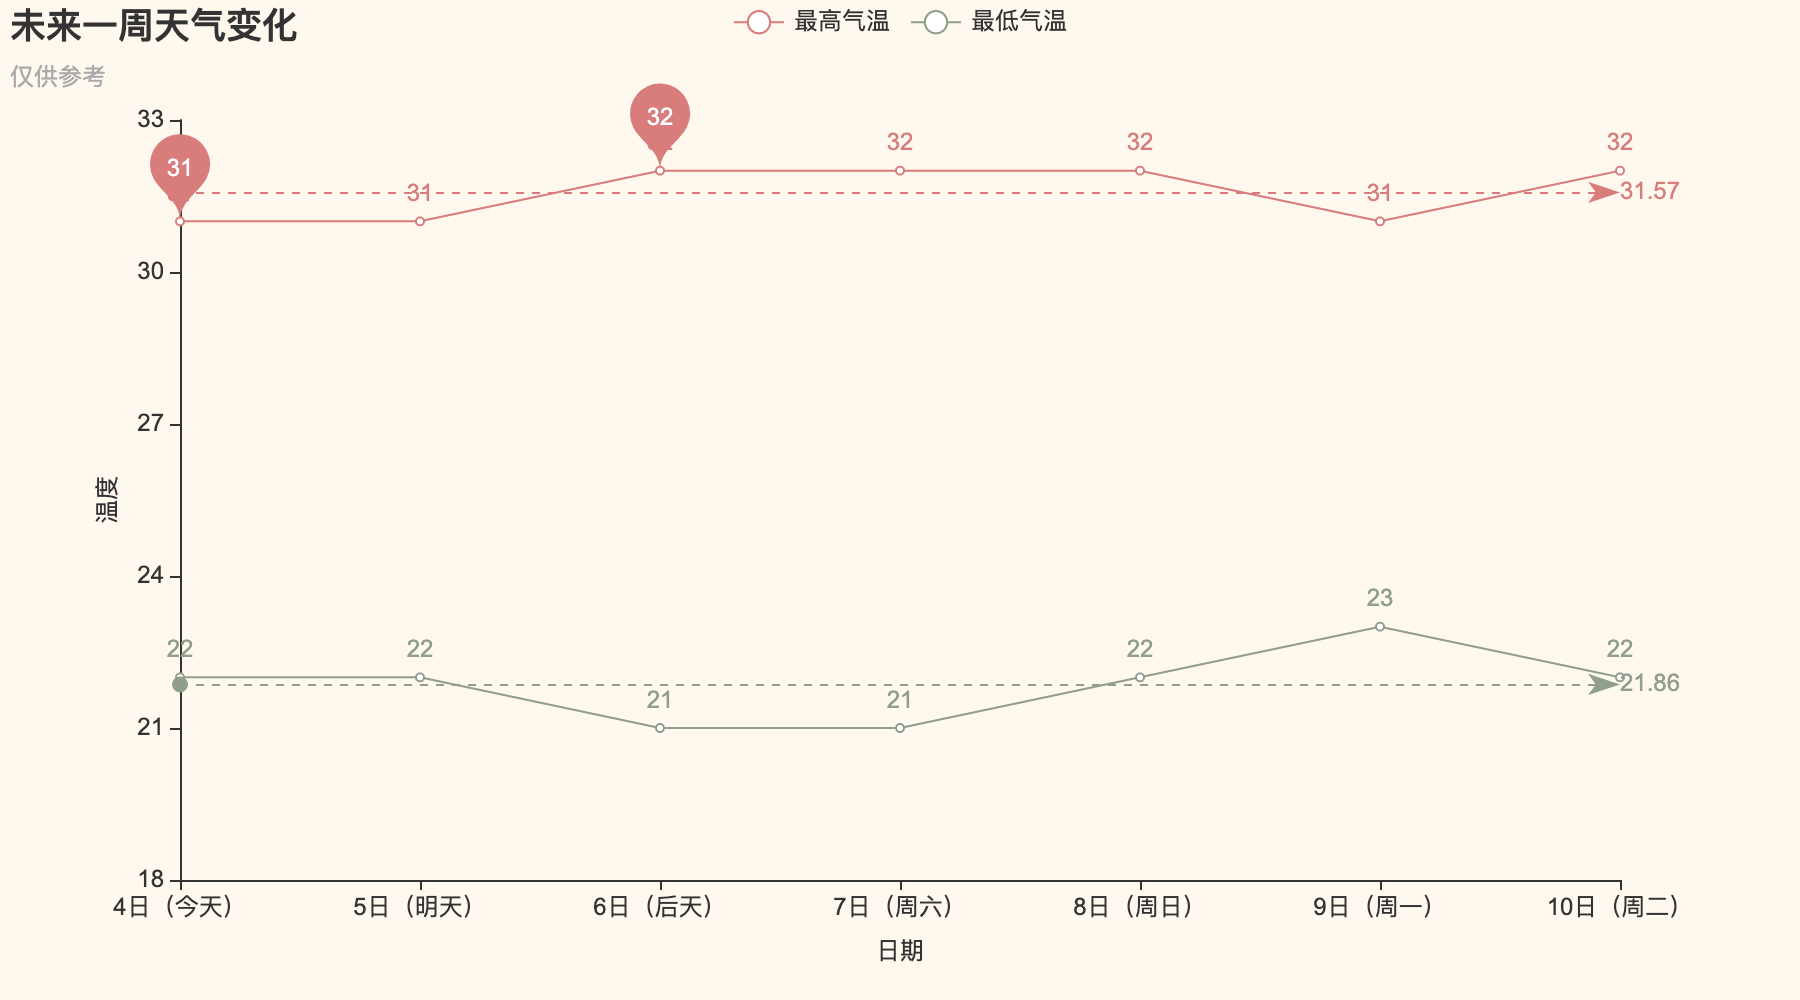 未来一周天气变化
最高气温 最低气温
仅供参考
33
30
27
24
21
18
温度
31 31 32 32 32 31 32
31.57
22 22 21 21 22 23 22
21.86
4日（今天） 5日（明天） 6日（后天） 7日（周六） 8日（周日） 9日（周一） 10日（周二）
日期